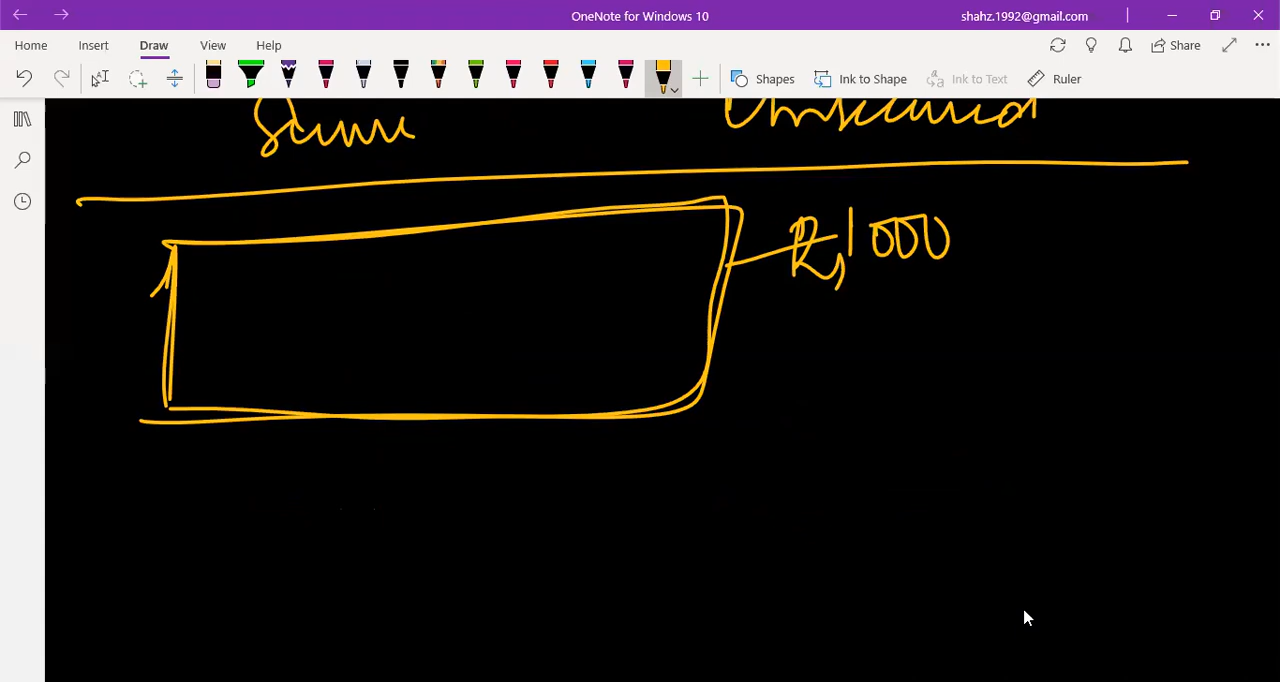 OneNote for Windows 10
shahz.1992@gmail.com
Home Insert Draw View Help
Share
Shapes
Ink to Shape
Ink to Text
Ruler
Unsecured
Rs 1000